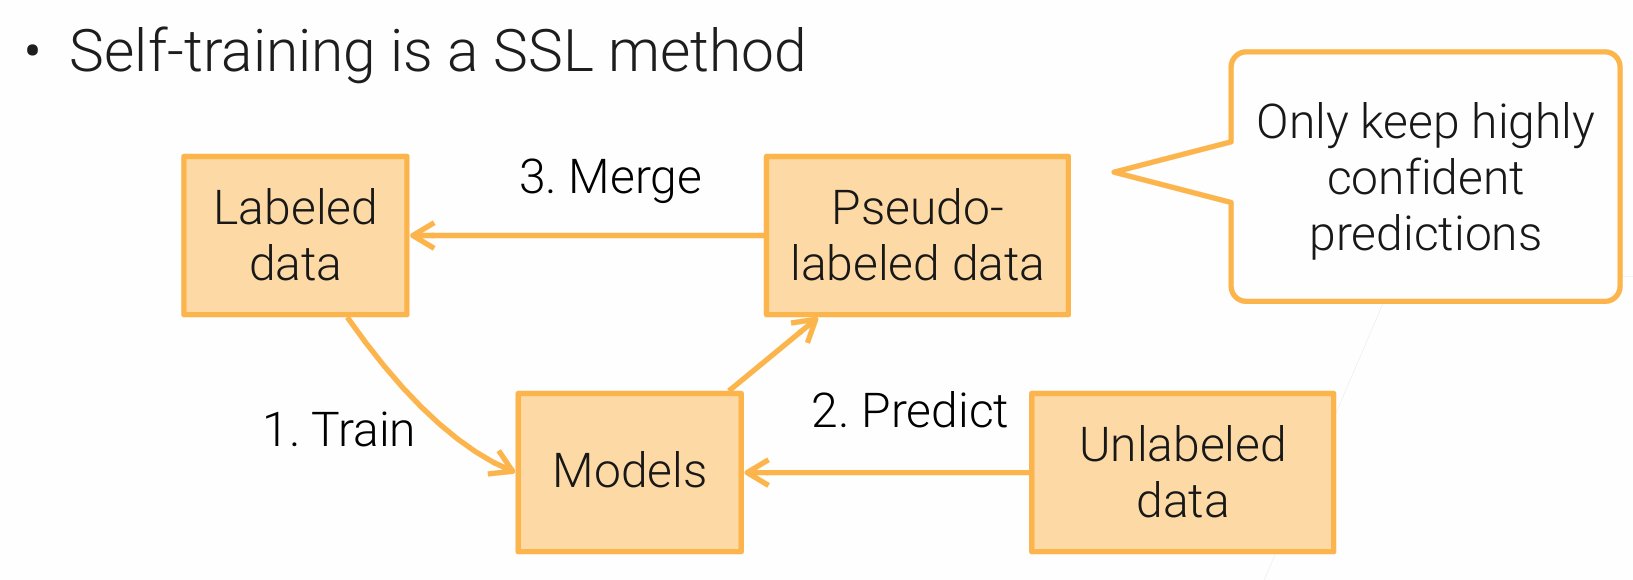 • Self-training is a SSL method
Only keep highly
confident
predictions
3. Merge
Labeled
data
Pseudo-
labeled data
1. Train
2. Predict
Models
Unlabeled
data